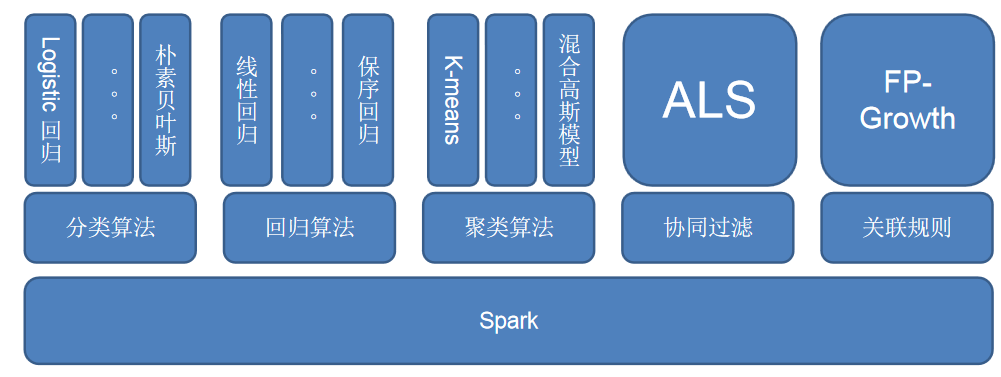 Logistic 回归
。。。
朴素贝叶斯
线性回归
。。。
保序回归
K-means
。。。
混合高斯模型
ALS
FP-
Growth
分类算法
回归算法
聚类算法
协同过滤
关联规则
Spark